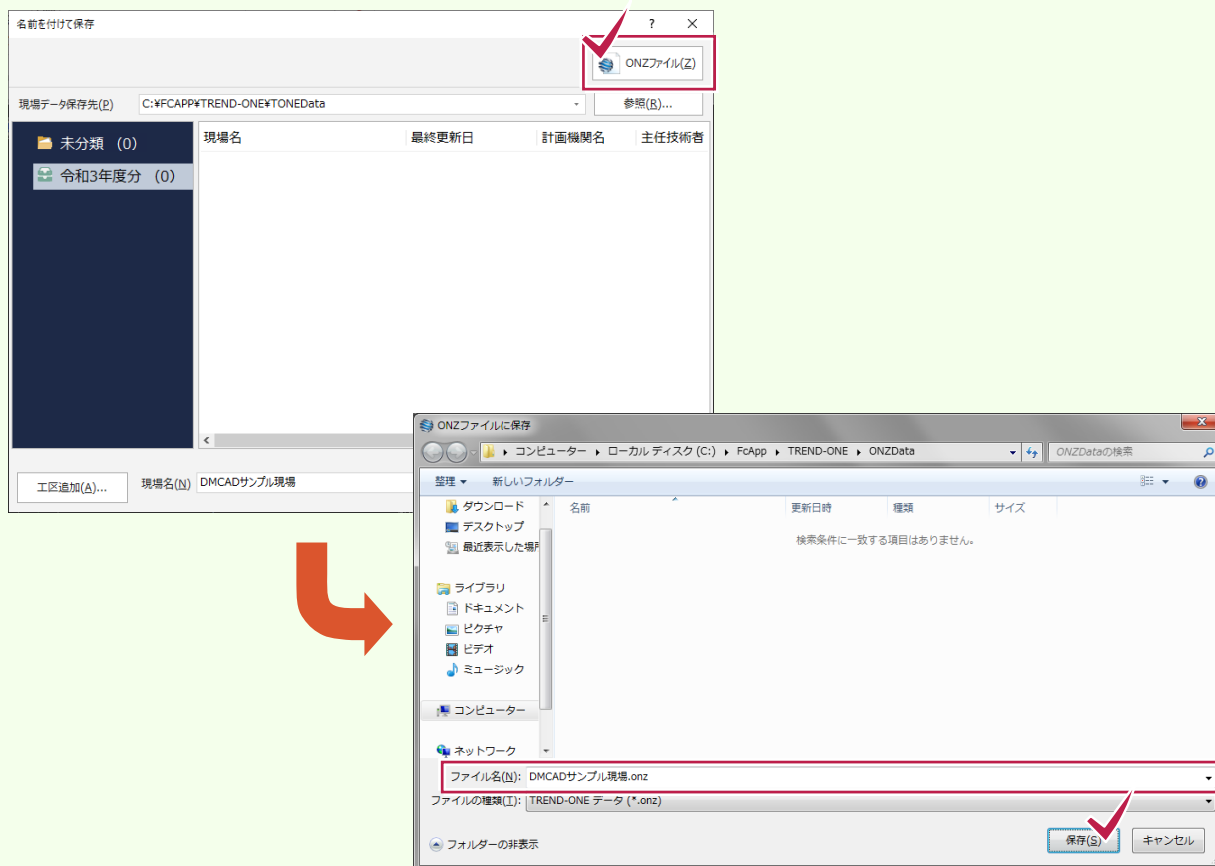 名前を付けて保存
?
ONZファイル(Z)
現場データ保存先(P)
C:¥FCAPP¥TREND-ONE¥TONEData
参照(R)...
未分類 (0)
令和3年度分 (0)
現場名
最終更新日
計画機関名
主任技術者
工区追加(A)...
現場名(N)
DMCADサンプル現場
ONZファイルに保存
コンピューター
ローカル ディスク (C:)
FcApp
TREND-ONE
ONZData
ONZDataの検索
整理
新しいフォルダー
ダウンロード
デスクトップ
最近表示した場所
ライブラリ
ドキュメント
ピクチャ
ビデオ
ミュージック
コンピューター
ネットワーク
名前
更新日時
種類
サイズ
検索条件に一致する項目はありません。
ファイル名(N):
DMCADサンプル現場.onz
ファイルの種類(T):
TREND-ONE データ (*.onz)
フォルダーの非表示
保存(S)
キャンセル